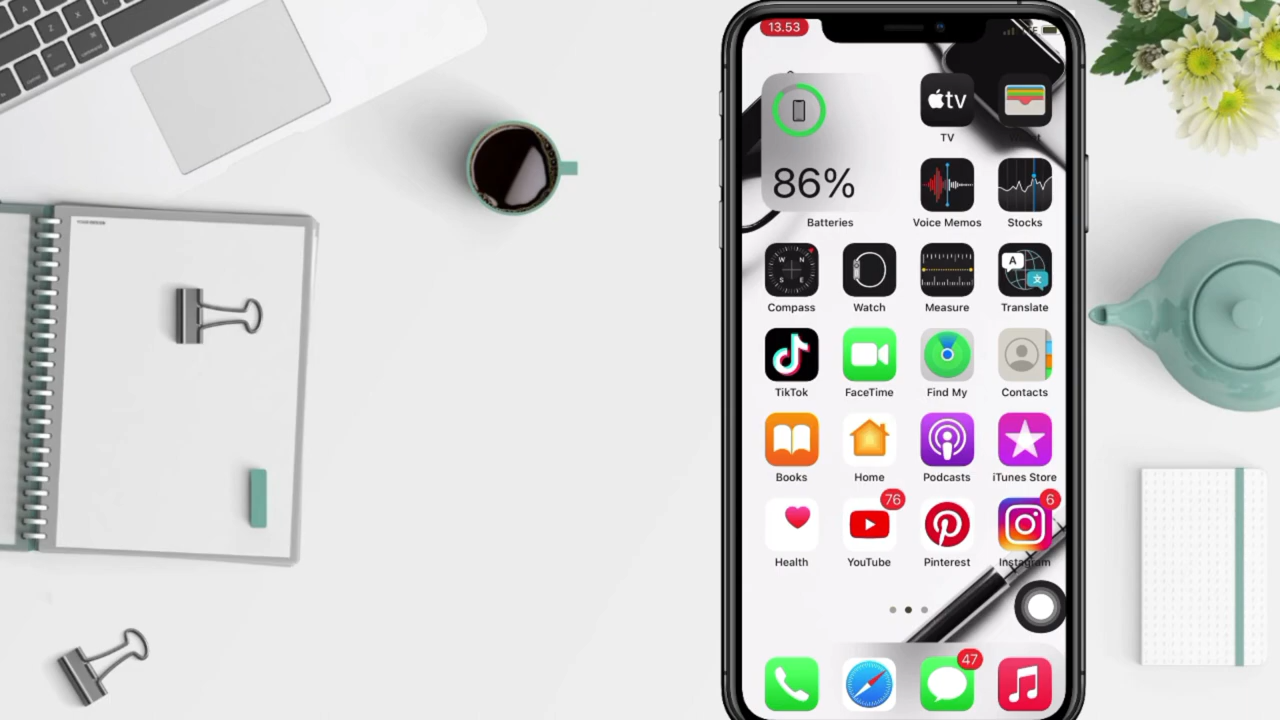 13.53
tv
TV
86%
Batteries
Voice Memos
Stocks
N
W
E
S
Compass
Watch
Measure
A
文
Translate
TikTok
FaceTime
Find My
Contacts
Books
Home
Podcasts
iTunes Store
76
6
Health
YouTube
Pinterest
Instagram
47